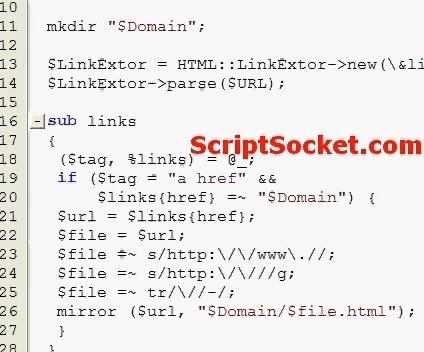 10
11 mkdir "$Domain";
12
13 $LinkExtor = HTML::LinkExtor->new(\&li
14 $LinkExtor->parse($URL);
15
16 sub links
17 {
ScriptSocket.com
18 ($tag, %links) = @_;
19 if ($tag = "a href" &&
20 $links{href} =~ "$Domain") {
21 $url = $links{href};
22 $file = $url;
23 $file =~ s/http:\/\/www\.//;
24 $file =~ s/http:\/\///g;
25 $file =~ tr/\//-/;
26 mirror ($url, "$Domain/$file.html");
27 }
28 }